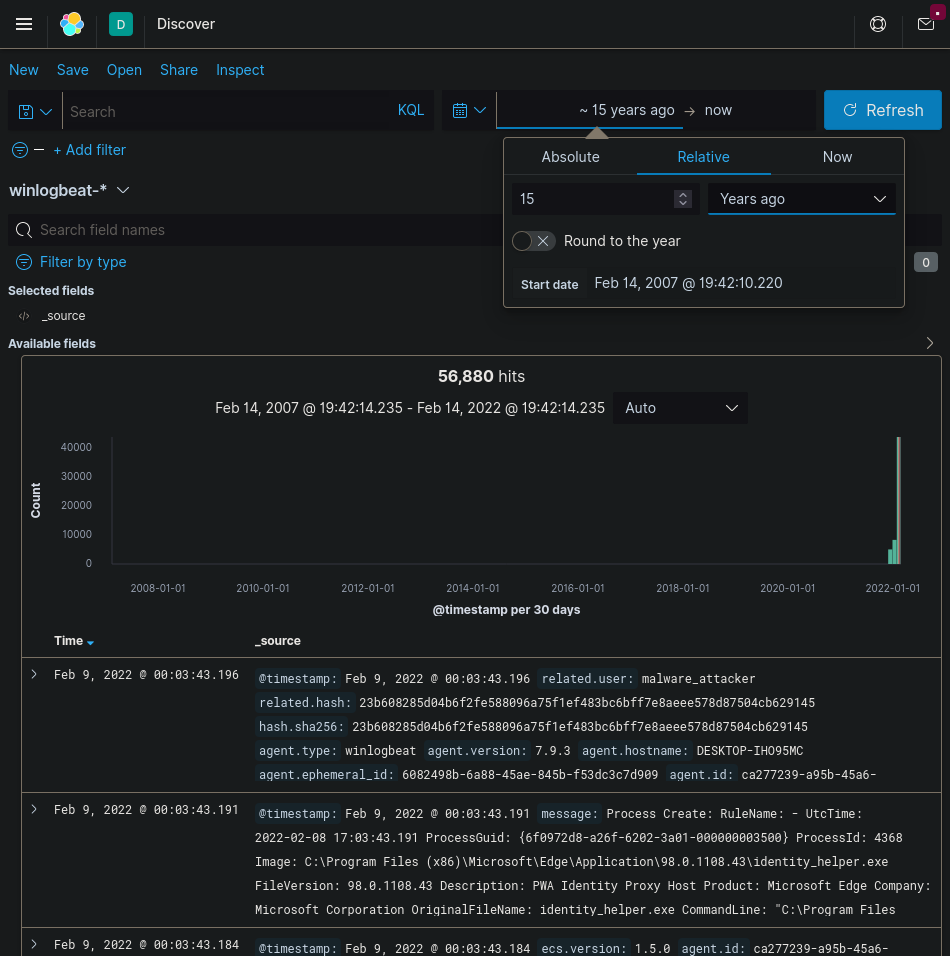 D Discover
New Save Open Share Inspect
Search KQL ~ 15 years ago → now Refresh
+ Add filter
Absolute Relative Now
winlogbeat-*
15 Years ago
Search field names
Round to the year
Filter by type 0
Start date Feb 14, 2007 @ 19:42:10.220
Selected fields
_source
Available fields
56,880 hits
Feb 14, 2007 @ 19:42:14.235 - Feb 14, 2022 @ 19:42:14.235 Auto
Count
40000
30000
20000
10000
0
2008-01-01 2010-01-01 2012-01-01 2014-01-01 2016-01-01 2018-01-01 2020-01-01 2022-01-01
@timestamp per 30 days
Time _source
Feb 9, 2022 @ 00:03:43.196 @timestamp: Feb 9, 2022 @ 00:03:43.196 related.user: malware_attacker
related.hash: 23b608285d04b6f2fe588096a75f1ef483bc6bff7e8aeee578d87504cb629145
hash.sha256: 23b608285d04b6f2fe588096a75f1ef483bc6bff7e8aeee578d87504cb629145
agent.type: winlogbeat agent.version: 7.9.3 agent.hostname: DESKTOP-IHO95MC
agent.ephemeral_id: 6082498b-6a88-45ae-845b-f53dc3c7d909 agent.id: ca277239-a95b-45a6-
Feb 9, 2022 @ 00:03:43.191 @timestamp: Feb 9, 2022 @ 00:03:43.191 message: Process Create: RuleName: - UtcTime:
2022-02-08 17:03:43.191 ProcessGuid: {6f0972d8-a26f-6202-3a01-000000003500} ProcessId: 4368
Image: C:\Program Files (x86)\Microsoft\Edge\Application\98.0.1108.43\identity_helper.exe
FileVersion: 98.0.1108.43 Description: PWA Identity Proxy Host Product: Microsoft Edge Company:
Microsoft Corporation OriginalFileName: identity_helper.exe CommandLine: "C:\Program Files
Feb 9, 2022 @ 00:03:43.184 @timestamp: Feb 9, 2022 @ 00:03:43.184 ecs.version: 1.5.0 agent.id: ca277239-a95b-45a6-